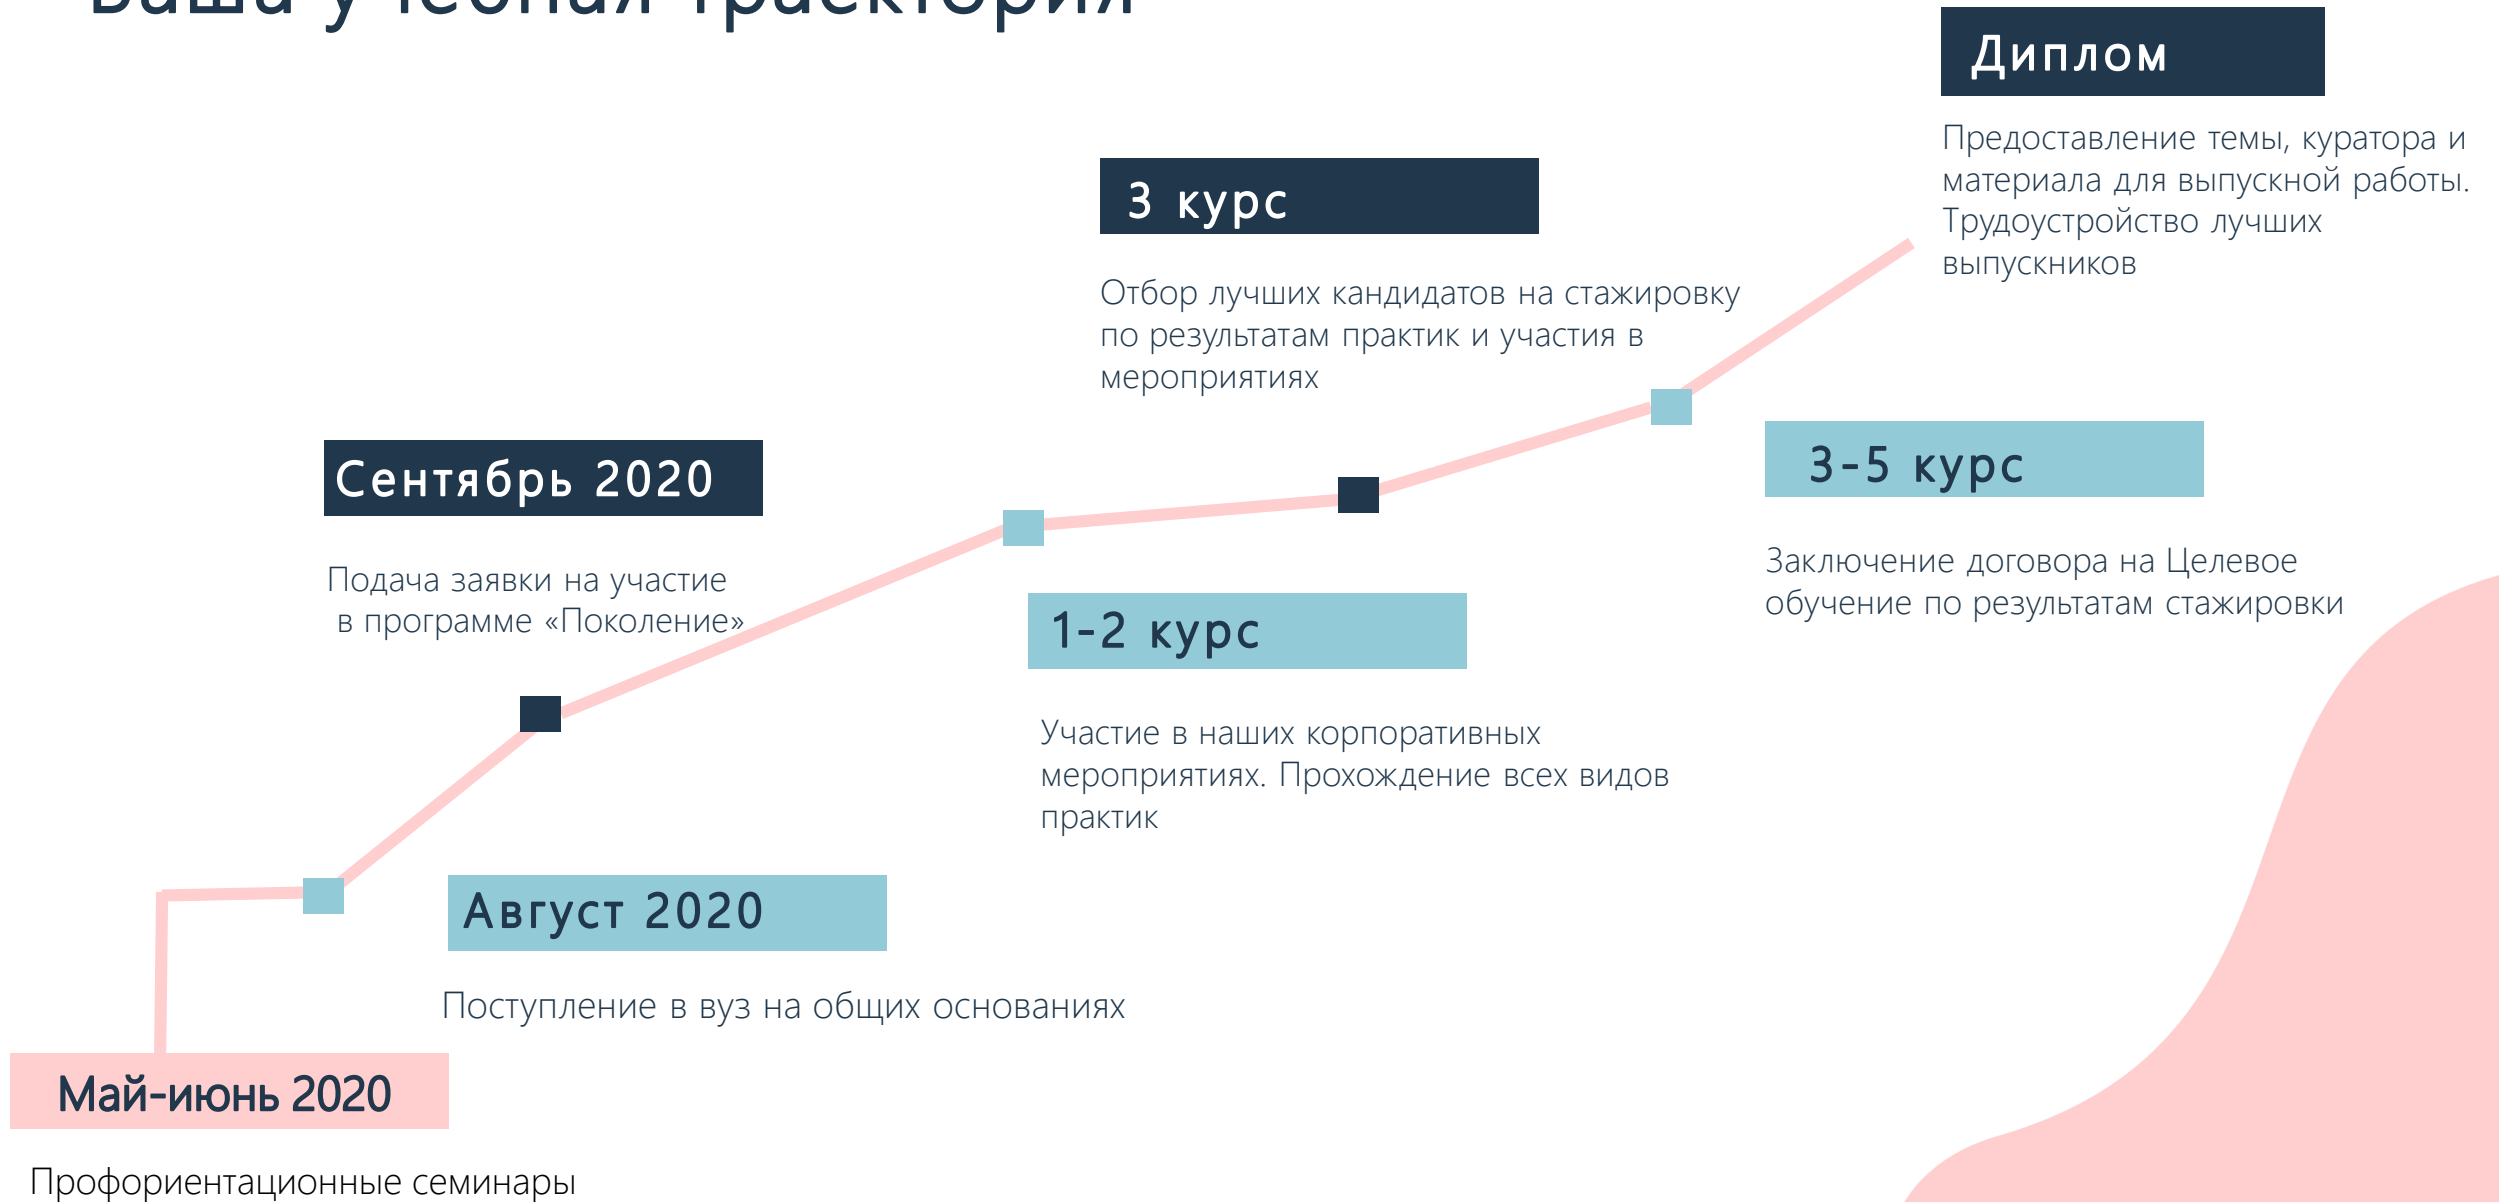 Ваша учебная траектория
Диплом
Предоставление темы, куратора и
материала для выпускной работы.
Трудоустройство лучших
выпускников
3 курс
Отбор лучших кандидатов на стажировку
по результатам практик и участия в
мероприятиях
3-5 курс
Заключение договора на Целевое
обучение по результатам стажировки
Сентябрь 2020
Подача заявки на участие
в программе «Поколение»
1-2 курс
Участие в наших корпоративных
мероприятиях. Прохождение всех видов
практик
Август 2020
Поступление в вуз на общих основаниях
Май-июнь 2020
Профориентационные семинары